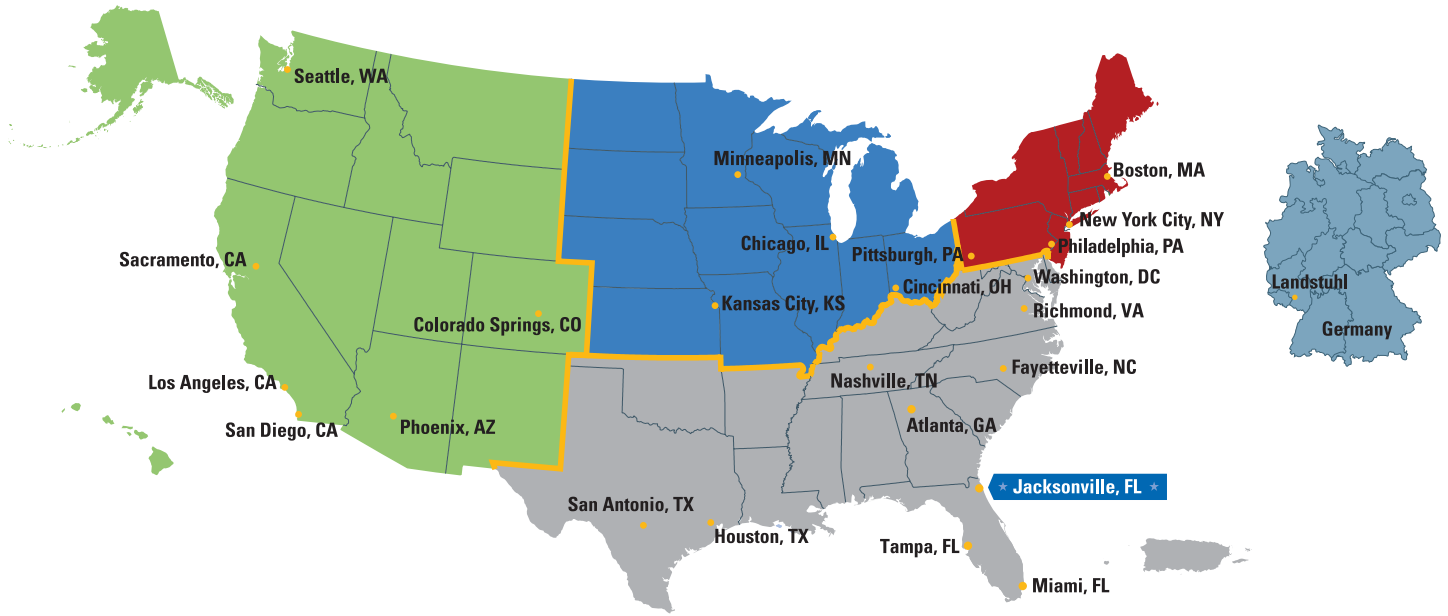 Seattle, WA
Minneapolis, MN
Boston, MA
New York City, NY
Chicago, IL
Pittsburgh, PA
Philadelphia, PA
Sacramento, CA
Washington, DC
Landstuhl
Cincinnati, OH
Kansas City, KS
Richmond, VA
Colorado Springs, CO
Germany
Fayetteville, NC
Los Angeles, CA
Nashville, TN
San Diego, CA
Phoenix, AZ
Atlanta, GA
Jacksonville, FL
San Antonio, TX
Houston, TX
Tampa, FL
Miami, FL